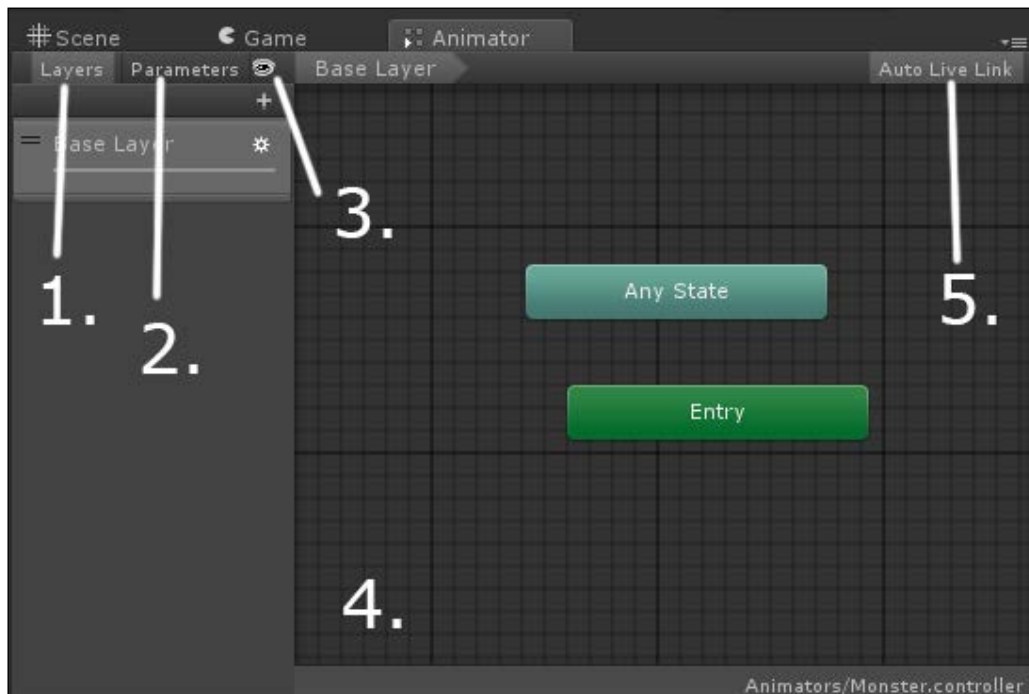 Scene Game Animator
Layers Parameters Base Layer Auto Live Link
+
Base Layer
3.
Any State
1. 5.
2.
Entry
4.
Animators/Monster.controller